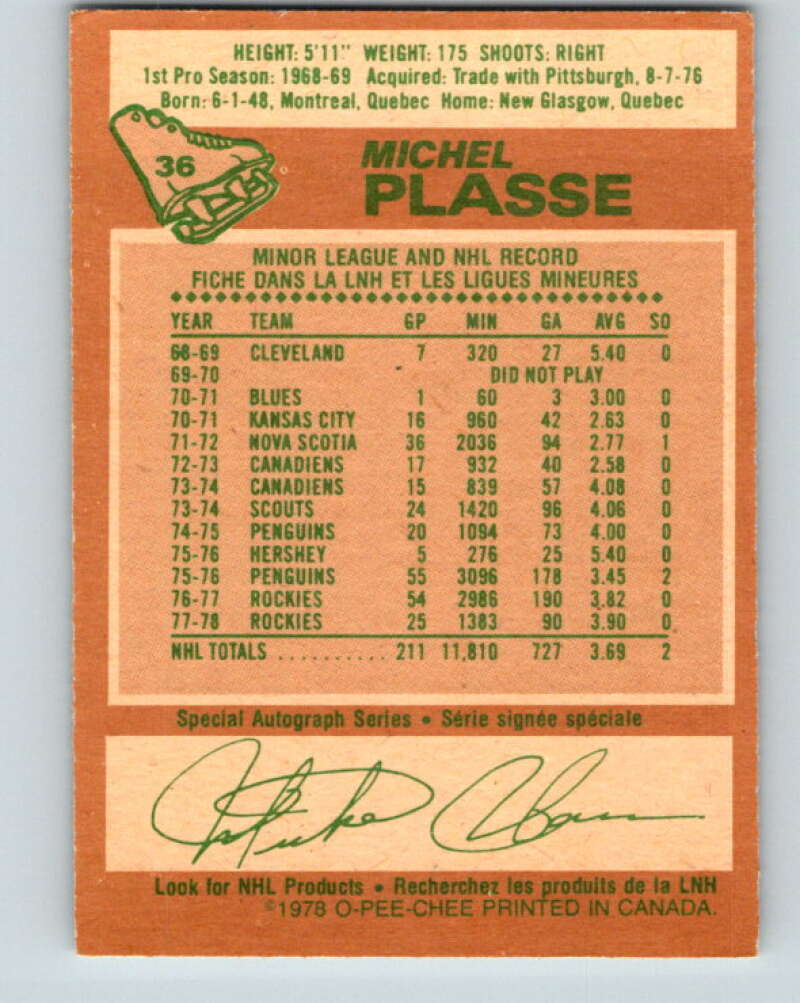 HEIGHT: 5'11" WEIGHT: 175 SHOOTS: RIGHT
1st Pro Season: 1968-69 Acquired: Trade with Pittsburgh, 8-7-76
Born: 6-1-48, Montreal, Quebec Home: New Glasgow, Quebec
36
MICHEL
PLASSE
MINOR LEAGUE AND NHL RECORD
FICHE DANS LA LNH ET LES LIGUES MINEURES
YEAR TEAM GP MIN GA AVG SO
68-69 CLEVELAND 7 320 27 5.40 0
69-70 DID NOT PLAY
70-71 BLUES 1 60 3 3.00 0
70-71 KANSAS CITY 16 960 42 2.63 0
71-72 NOVA SCOTIA 36 2036 94 2.77 1
72-73 CANADIENS 17 932 40 2.58 0
73-74 CANADIENS 15 839 57 4.08 0
73-74 SCOUTS 24 1420 96 4.06 0
74-75 PENGUINS 20 1094 73 4.00 0
75-76 HERSHEY 5 276 25 5.40 0
75-76 PENGUINS 55 3096 178 3.45 2
76-77 ROCKIES 54 2986 190 3.82 0
77-78 ROCKIES 25 1383 90 3.90 0
NHL TOTALS .......... 211 11,810 727 3.69 2
Special Autograph Series • Série signée spéciale
Look for NHL Products • Recherchez les produits de la LNH
©1978 O-PEE-CHEE PRINTED IN CANADA.